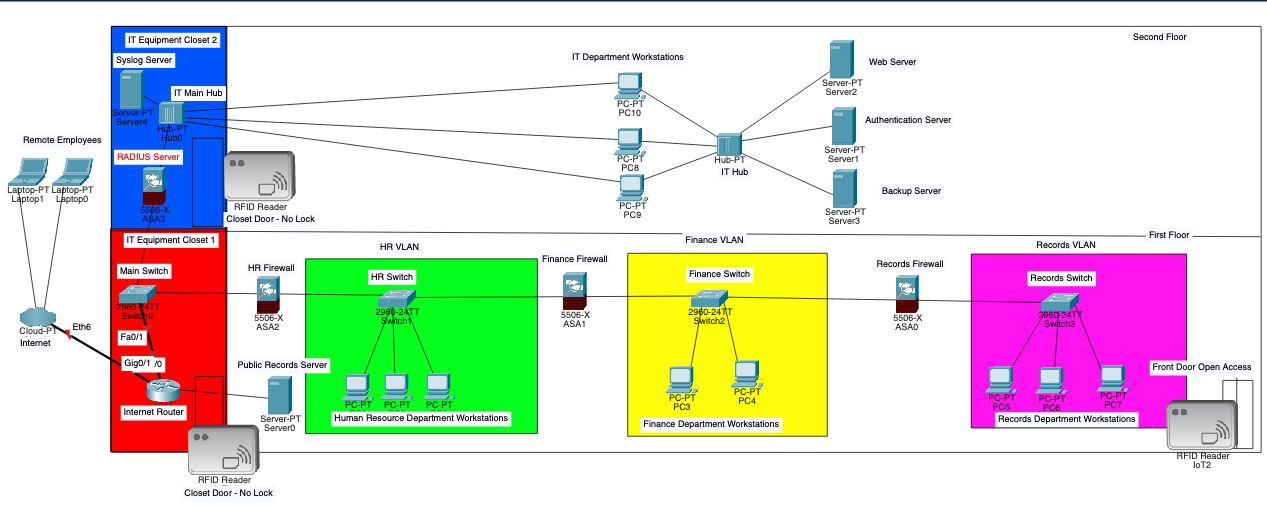 IT Equipment Closet 2
Second Floor
Syslog Server
Server-PT
Server4
IT Main Hub
Hub-PT
Hub0
IT Department Workstations
PC-PT
PC10
PC-PT
PC8
PC-PT
PC9
Hub-PT
IT Hub
Web Server
Server-PT
Server2
Authentication Server
Server-PT
Server1
Backup Server
Server-PT
Server3
Remote Employees
Laptop-PT
Laptop1
Laptop-PT
Laptop0
RADIUS Server
5506-X
ASA3
RFID Reader
Closet Door - No Lock
First Floor
IT Equipment Closet 1
Main Switch
2960-24TT
Switch0
Cloud-PT
Internet
Eth6
Fa0/1
Gig0/1
/0
Internet Router
Public Records Server
Server-PT
Server0
RFID Reader
Closet Door - No Lock
HR Firewall
5506-X
ASA2
HR VLAN
HR Switch
2960-24TT
Switch1
PC-PT
PC-PT
PC-PT
Human Resource Department Workstations
Finance Firewall
5506-X
ASA1
Finance VLAN
Finance Switch
2960-24TT
Switch2
PC-PT
PC3
PC-PT
PC4
Finance Department Workstations
Records Firewall
5506-X
ASA0
Records VLAN
Records Switch
2960-24TT
Switch3
PC-PT
PC5
PC-PT
PC6
PC-PT
PC7
Records Department Workstations
Front Door Open Access
RFID Reader
IoT2